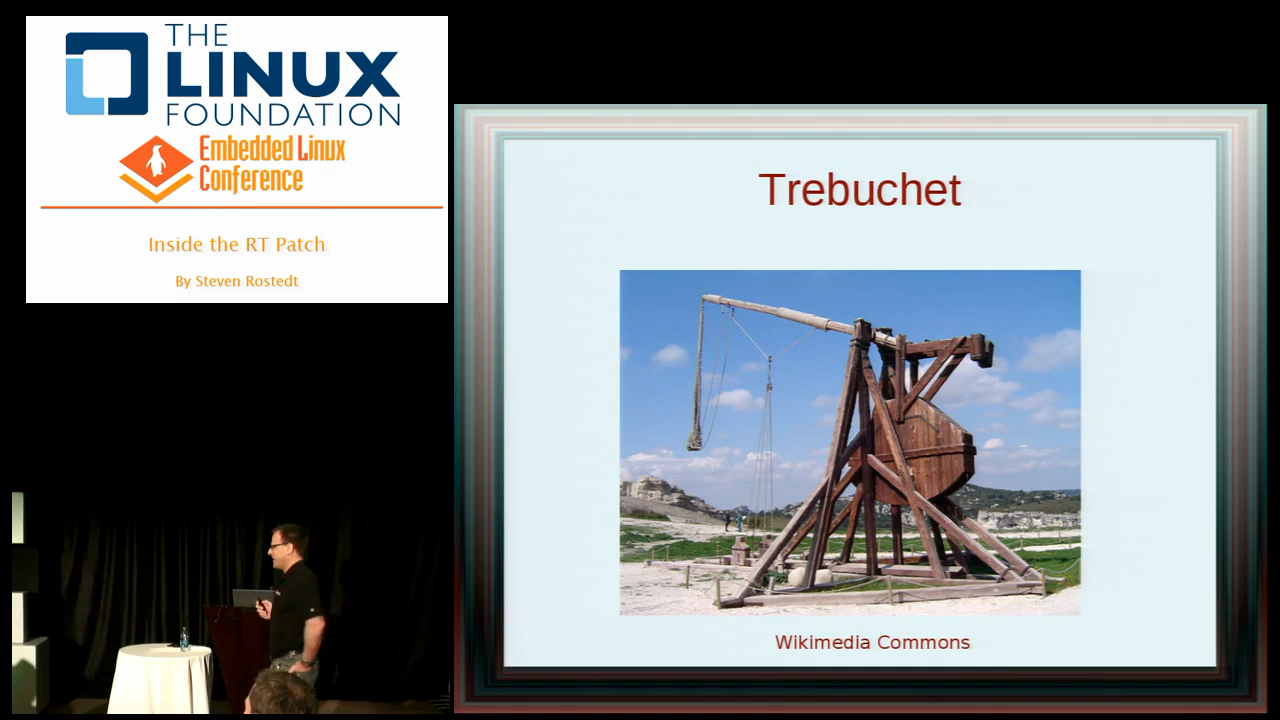 THE
LINUX
FOUNDATION
Embedded Linux
Conference
Inside the RT Patch
By Steven Rostedt
Trebuchet
Wikimedia Commons